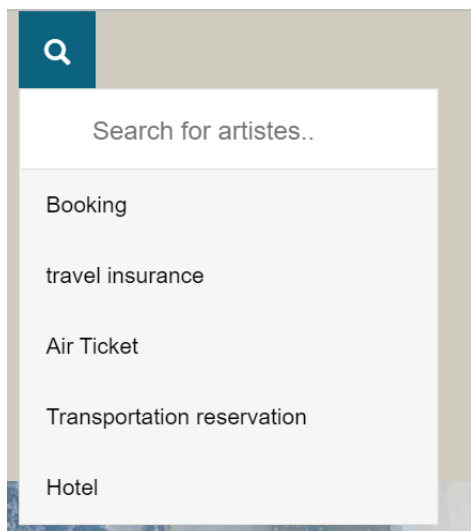 Search for artistes..
Booking
travel insurance
Air Ticket
Transportation reservation
Hotel